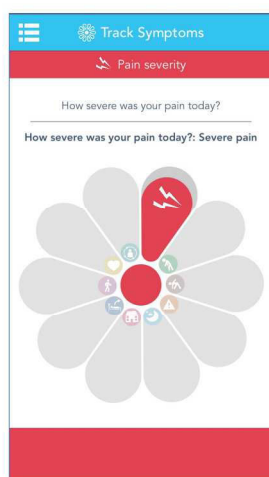 Track Symptoms
Pain severity
How severe was your pain today?
How severe was your pain today?: Severe pain